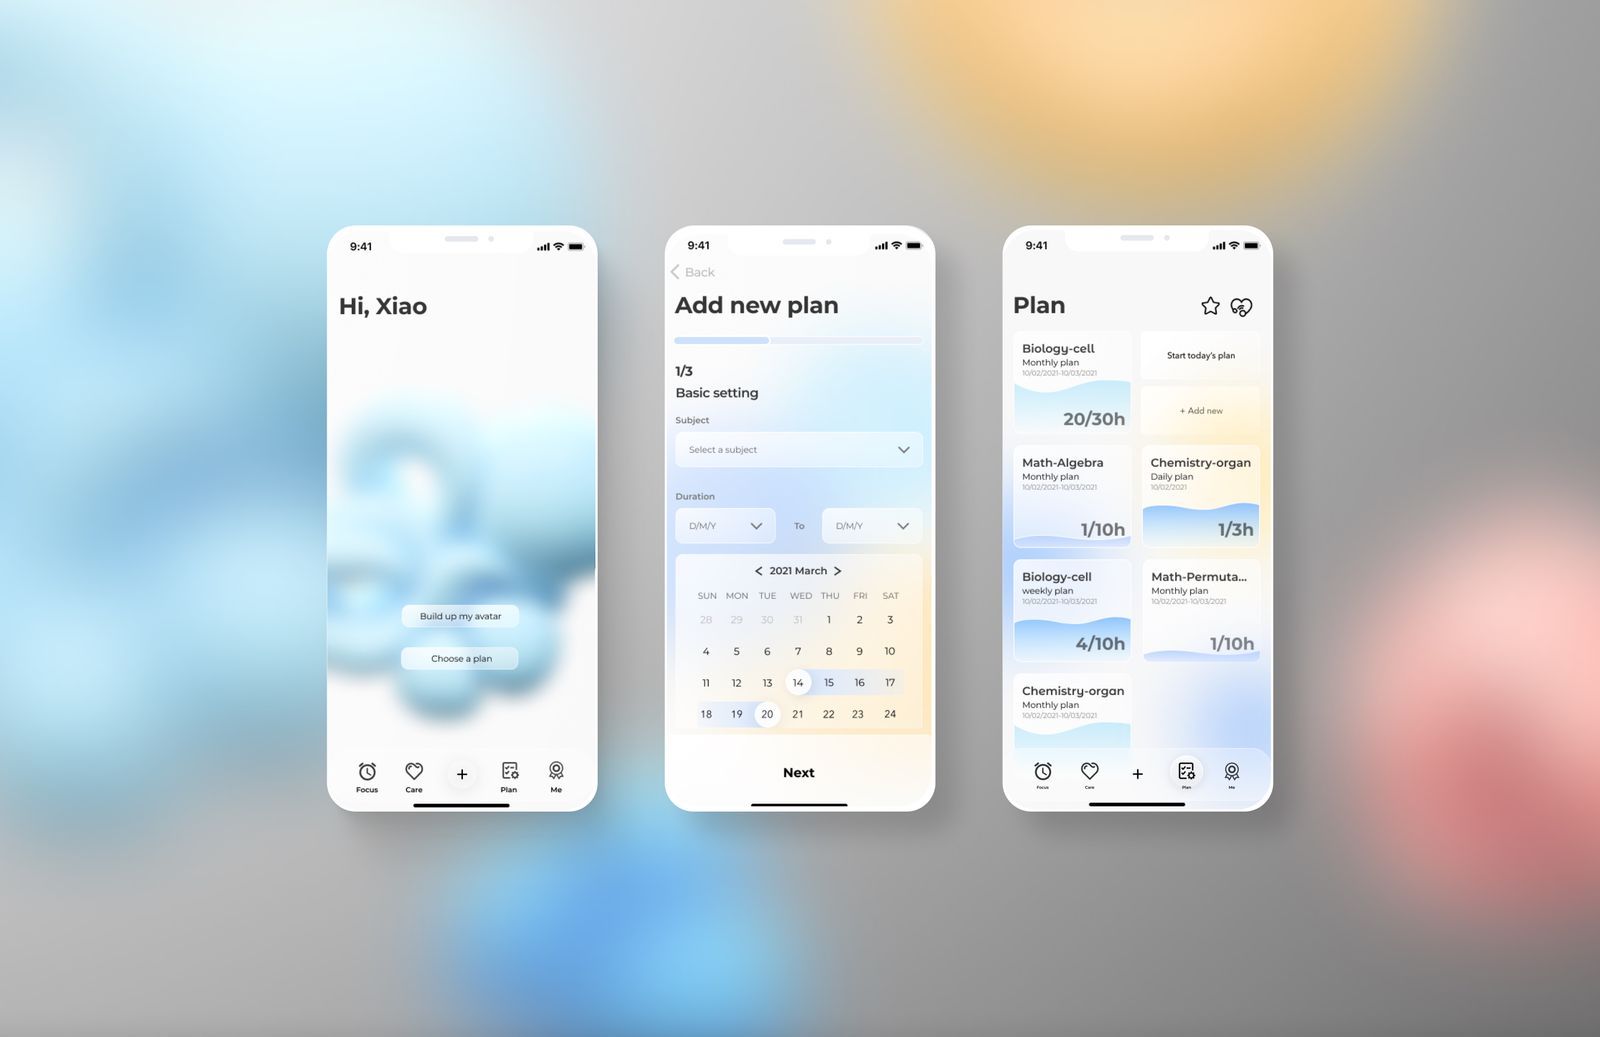 9:41
Hi, Xiao
Build up my avatar
Choose a plan
Focus
Care
+
Plan
Me
9:41
Back
Add new plan
1/3
Basic setting
Subject
Select a subject
Duration
D/M/Y
To
D/M/Y
< 2021 March >
SUN MON TUE WED THU FRI SAT
28 29 30 31 1 2 3
4 5 6 7 8 9 10
11 12 13 14 15 16 17
18 19 20 21 22 23 24
Next
9:41
Plan
Biology-cell
Monthly plan
10/02/2021-10/03/2021
20/30h
Start today's plan
+ Add new
Math-Algebra
Monthly plan
10/02/2021-10/03/2021
1/10h
Chemistry-organ
Daily plan
10/02/2021
1/3h
Biology-cell
weekly plan
10/02/2021-10/03/2021
4/10h
Math-Permuta...
Monthly plan
10/02/2021-10/03/2021
1/10h
Chemistry-organ
Monthly plan
10/02/2021-10/03/2021
Focus
Care
+
Plan
Me